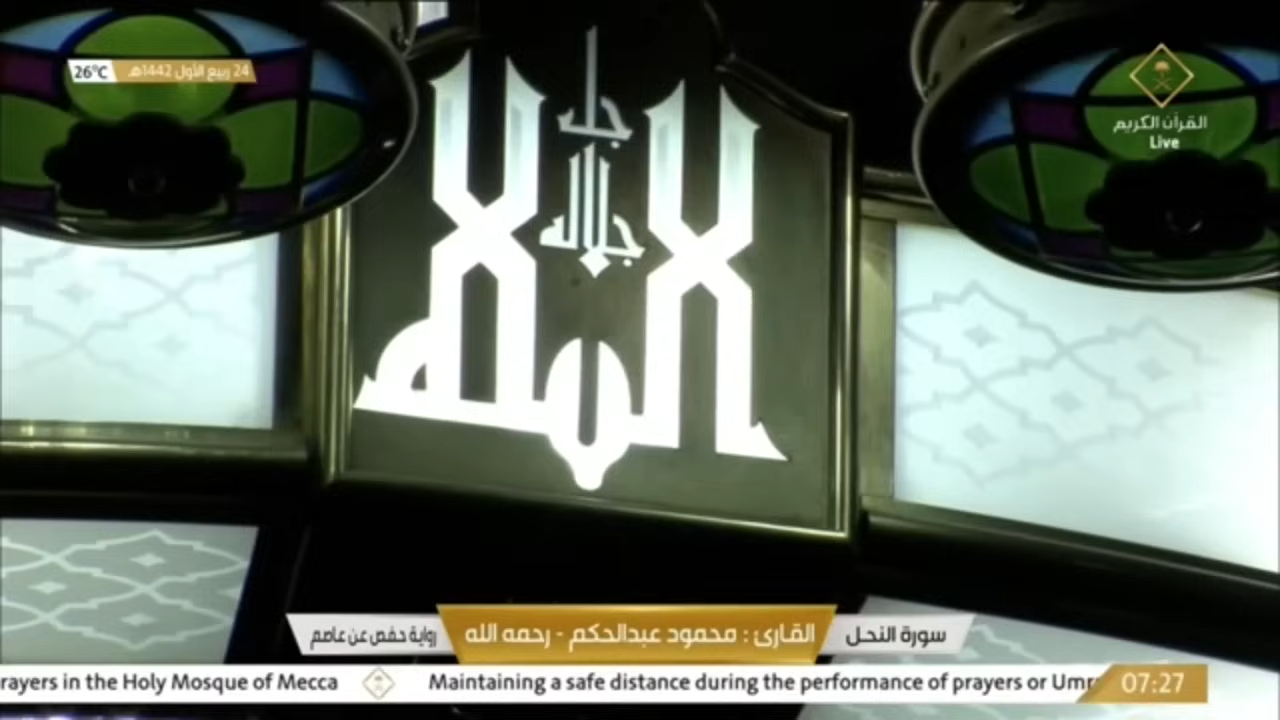 26°C
24 ربيع الأول 1442هـ
القرآن الكريم
Live
جل
جلاله
الله
سورة النحل
القارئ : محمود عبدالحكم - رحمه الله
رواية حفص عن عاصم
rayers in the Holy Mosque of Mecca
Maintaining a safe distance during the performance of prayers or Umr
07:27